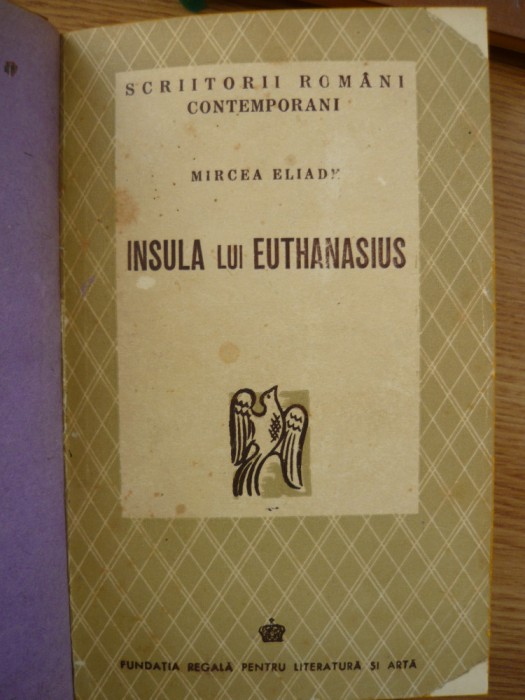 SCRIITORII ROMÂNI
CONTEMPORANI
MIRCEA ELIADE
INSULA LUI EUTHANASIUS
FUNDAȚIA REGALĂ PENTRU LITERATURĂ ȘI ARTĂ